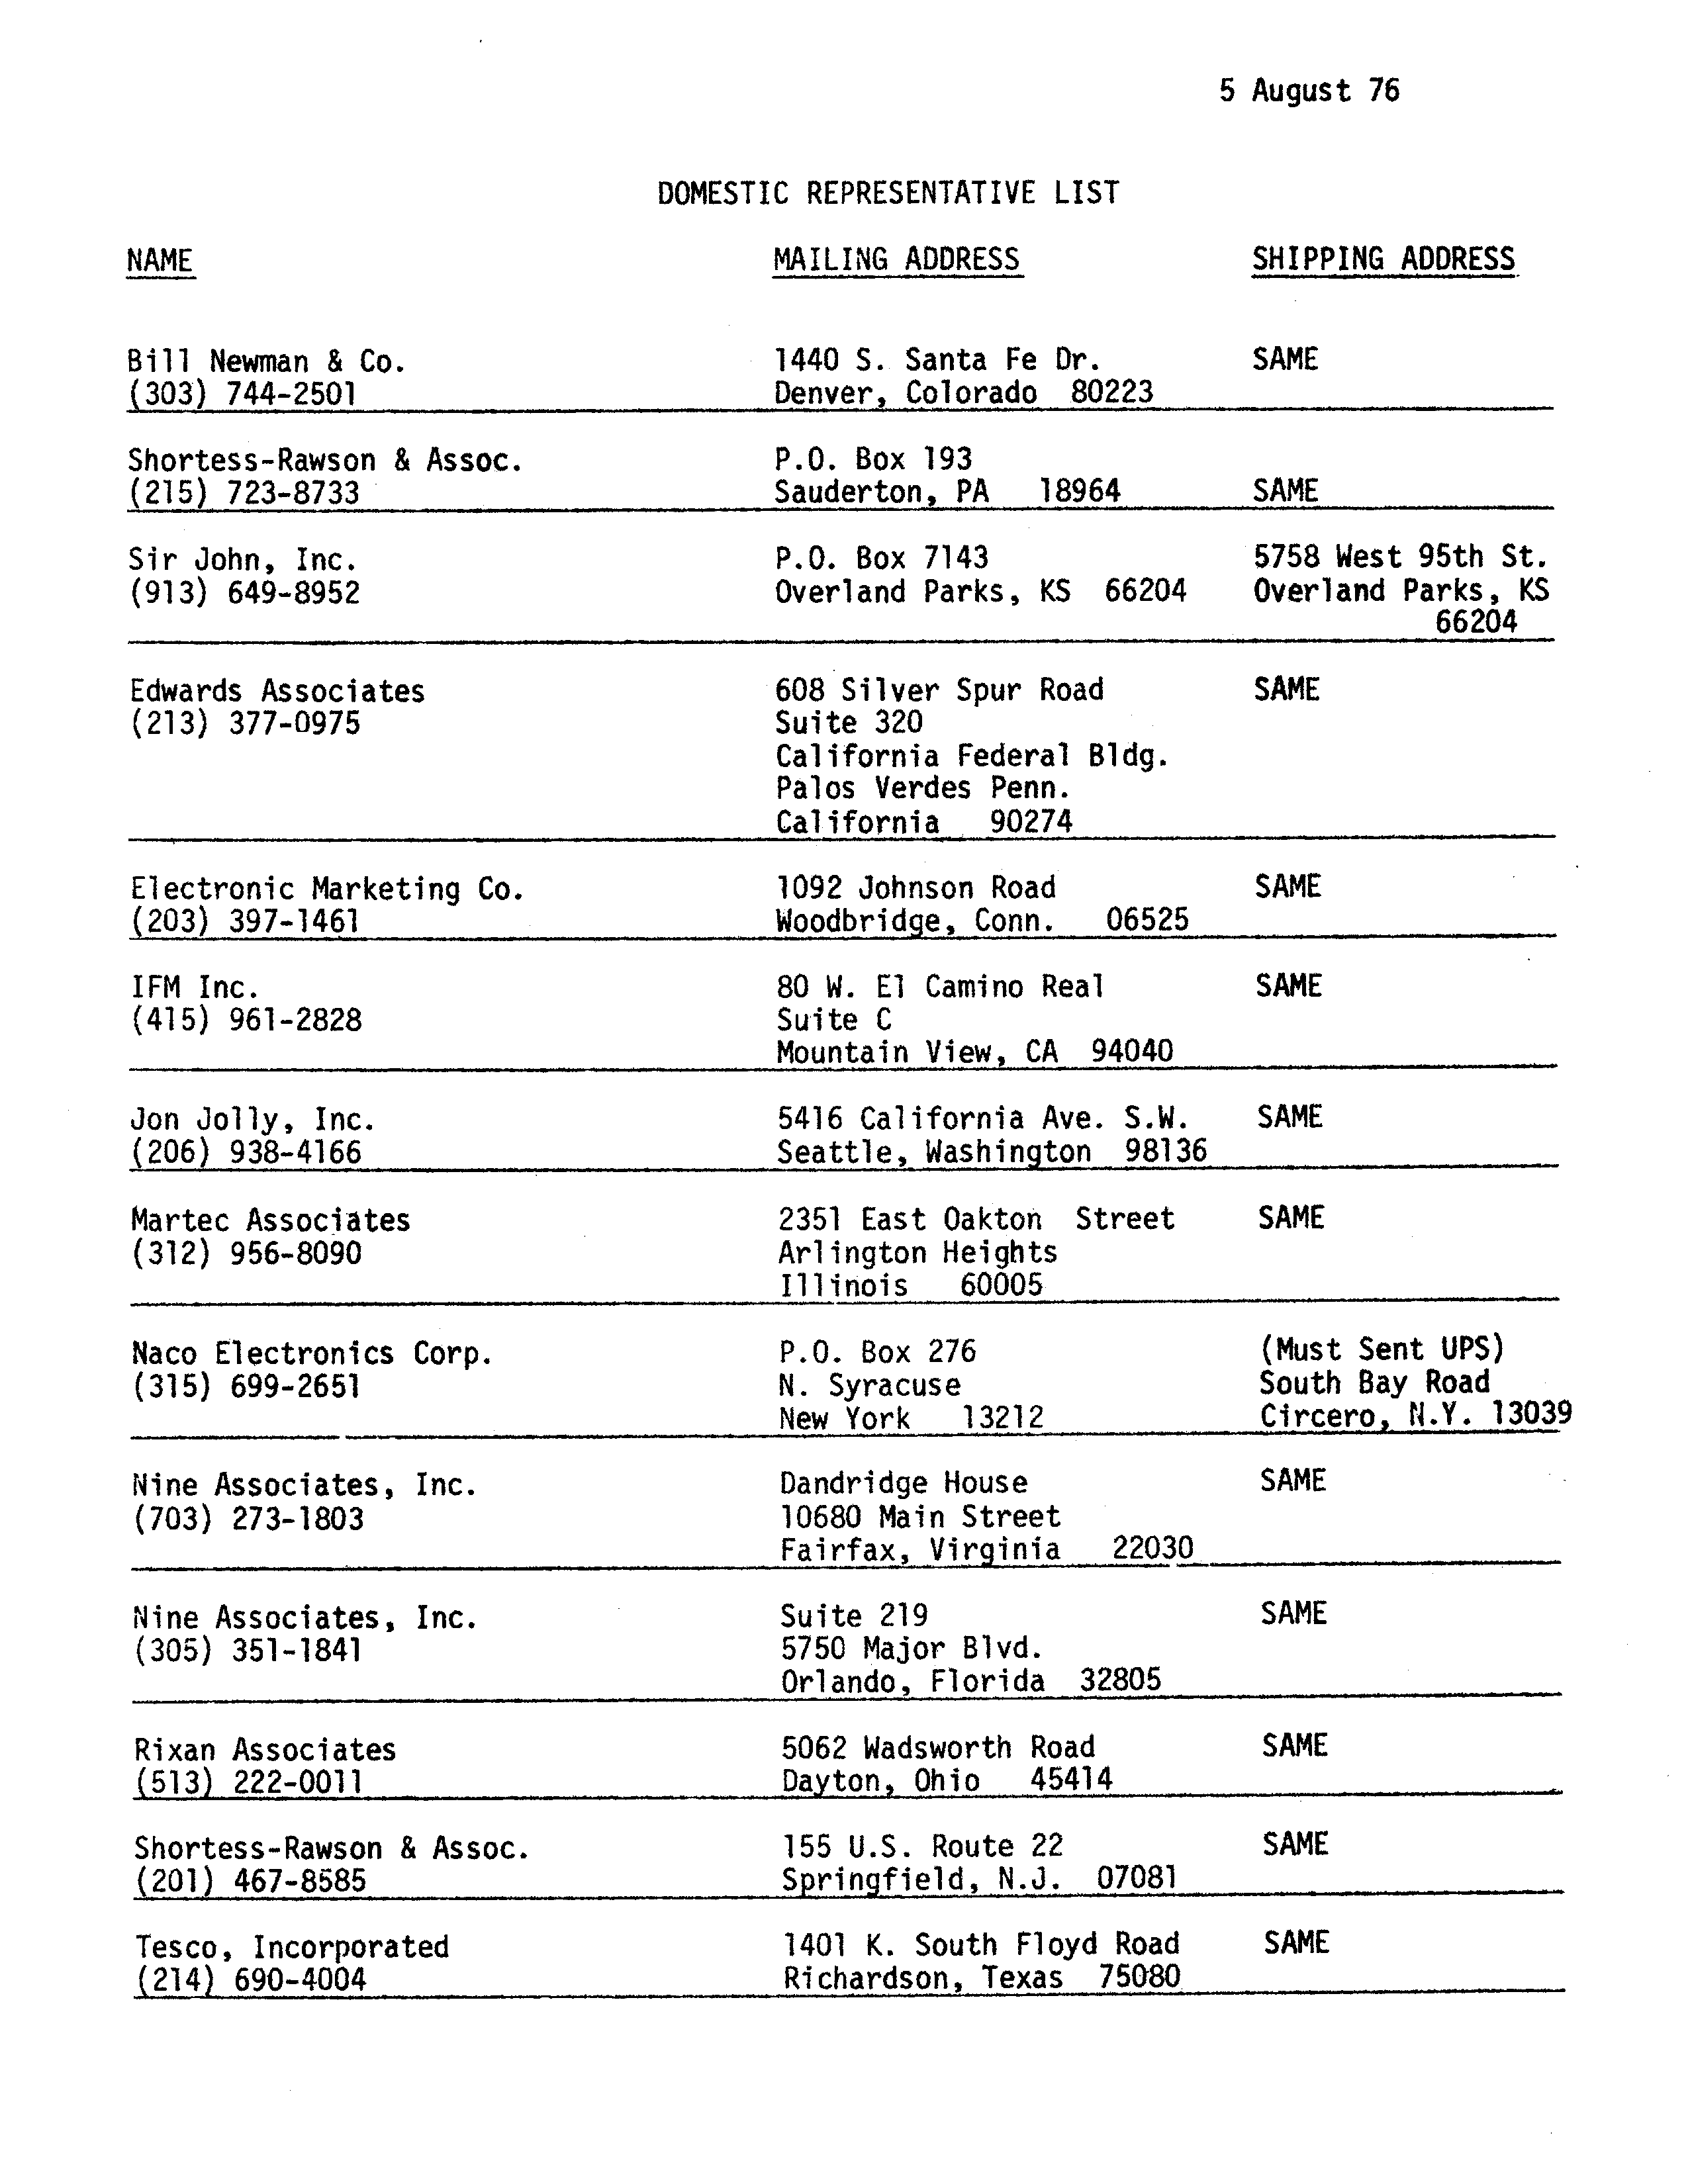 5 August 76
DOMESTIC REPRESENTATIVE LIST
NAME MAILING ADDRESS SHIPPING ADDRESS
Bill Newman & Co. 1440 S. Santa Fe Dr. SAME
(303) 744-2501 Denver, Colorado 80223
Shortess-Rawson & Assoc. P.O. Box 193
(215) 723-8733 Sauderton, PA 18964 SAME
Sir John, Inc. P.O. Box 7143 5758 West 95th St.
(913) 649-8952 Overland Parks, KS 66204 Overland Parks, KS
66204
Edwards Associates 608 Silver Spur Road SAME
(213) 377-0975 Suite 320
California Federal Bldg.
Palos Verdes Penn.
California 90274
Electronic Marketing Co. 1092 Johnson Road SAME
(203) 397-1461 Woodbridge, Conn. 06525
IFM Inc. 80 W. El Camino Real SAME
(415) 961-2828 Suite C
Mountain View, CA 94040
Jon Jolly, Inc. 5416 California Ave. S.W. SAME
(206) 938-4166 Seattle, Washington 98136
Martec Associates 2351 East Oakton Street SAME
(312) 956-8090 Arlington Heights
Illinois 60005
Naco Electronics Corp. P.O. Box 276 (Must Sent UPS)
(315) 699-2651 N. Syracuse South Bay Road
New York 13212 Circero, N.Y. 13039
Nine Associates, Inc. Dandridge House SAME
(703) 273-1803 10680 Main Street
Fairfax, Virginia 22030
Nine Associates, Inc. Suite 219 SAME
(305) 351-1841 5750 Major Blvd.
Orlando, Florida 32805
Rixan Associates 5062 Wadsworth Road SAME
(513) 222-0011 Dayton, Ohio 45414
Shortess-Rawson & Assoc. 155 U.S. Route 22 SAME
(201) 467-8585 Springfield, N.J. 07081
Tesco, Incorporated 1401 K. South Floyd Road SAME
(214) 690-4004 Richardson, Texas 75080